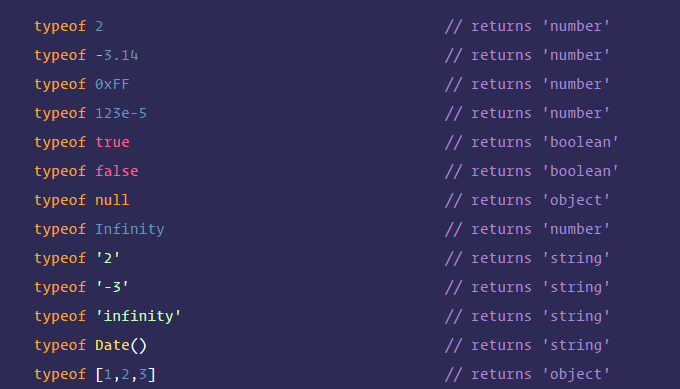 typeof 2 // returns 'number'
typeof -3.14 // returns 'number'
typeof 0xFF // returns 'number'
typeof 123e-5 // returns 'number'
typeof true // returns 'boolean'
typeof false // returns 'boolean'
typeof null // returns 'object'
typeof Infinity // returns 'number'
typeof '2' // returns 'string'
typeof '-3' // returns 'string'
typeof 'infinity' // returns 'string'
typeof Date() // returns 'string'
typeof [1,2,3] // returns 'object'